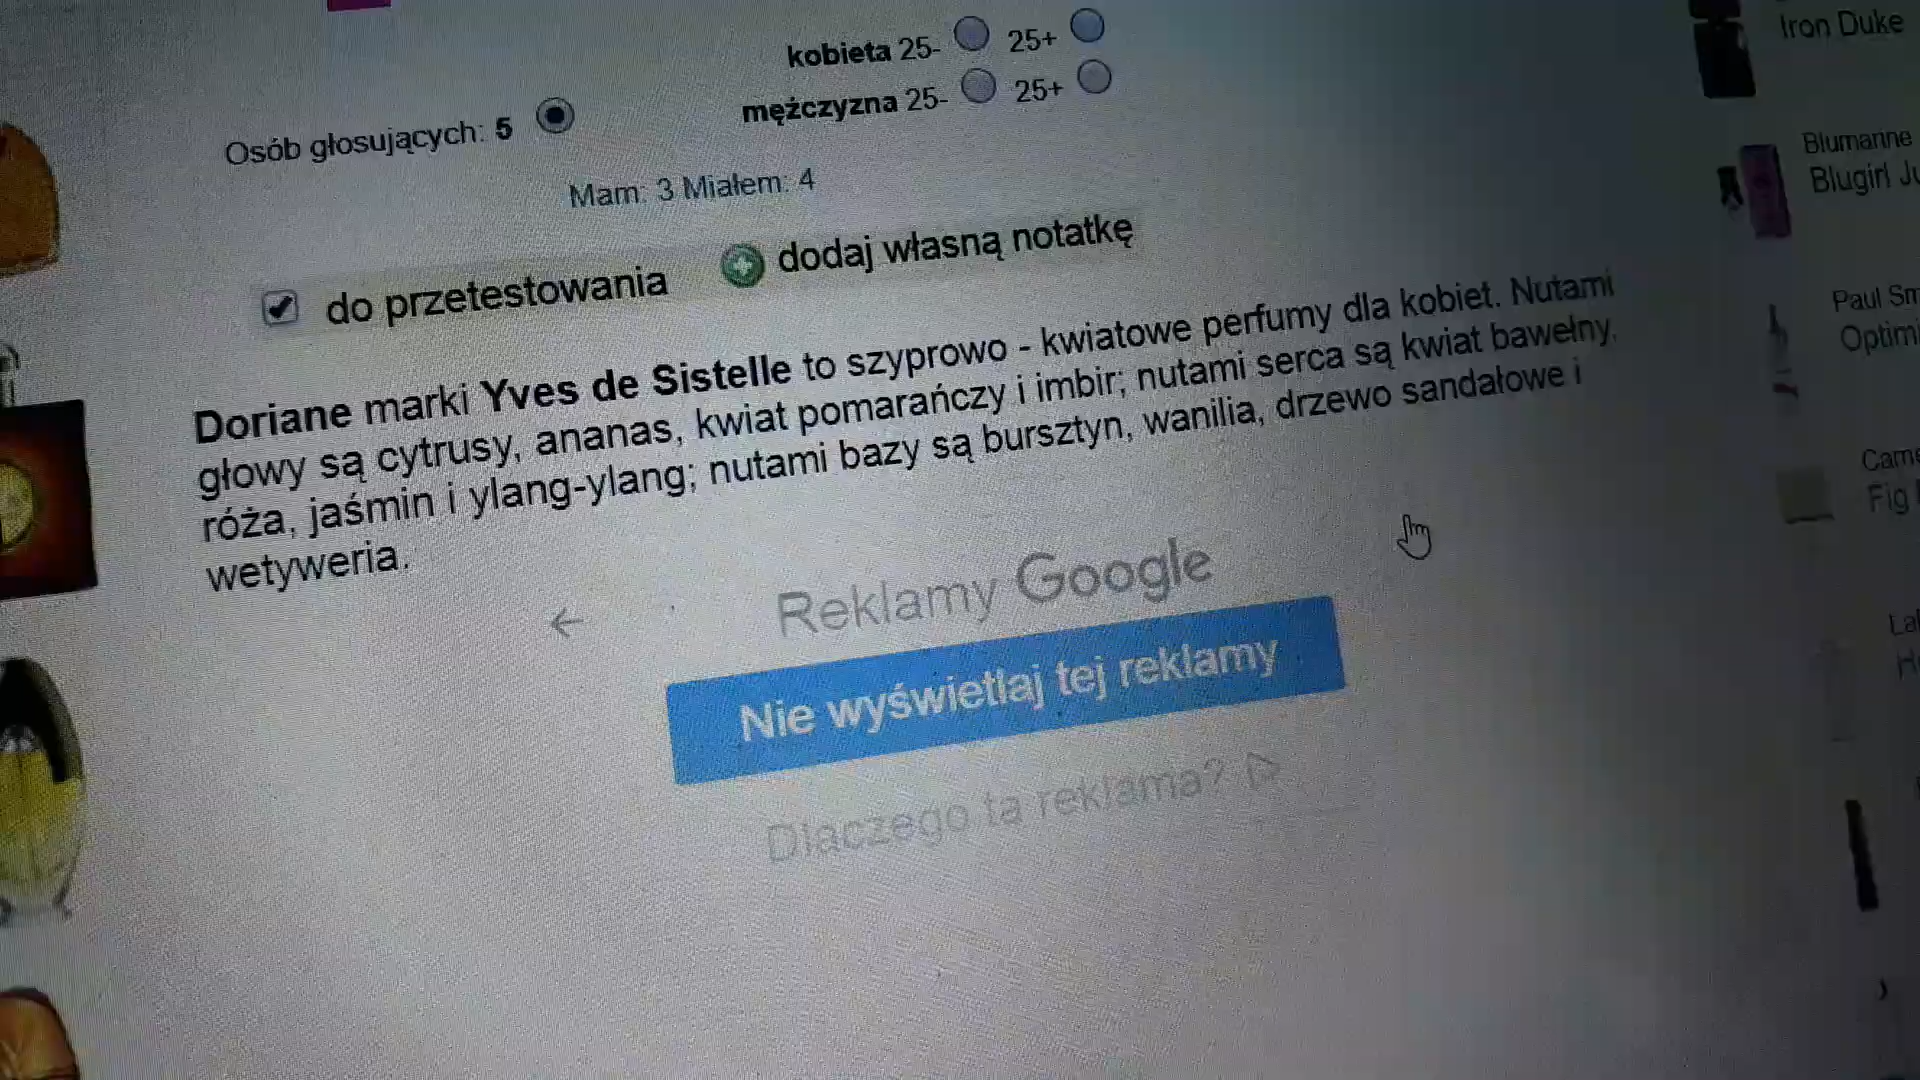 kobieta 25- 25+
mężczyzna 25- 25+
Osób głosujących: 5
Mam: 3 Miałem: 4
do przetestowania
dodaj własną notatkę
Doriane marki Yves de Sistelle to szyprowo - kwiatowe perfumy dla kobiet. Nutami
głowy są cytrusy, ananas, kwiat pomarańczy i imbir; nutami serca są kwiat bawełny,
róża, jaśmin i ylang-ylang; nutami bazy są bursztyn, wanilia, drzewo sandałowe i
wetyweria.
Reklamy Google
Nie wyświetlaj tej reklamy
Dlaczego ta reklama?
Iron Duke
Blumarine
Blugirl
Paul
Fig